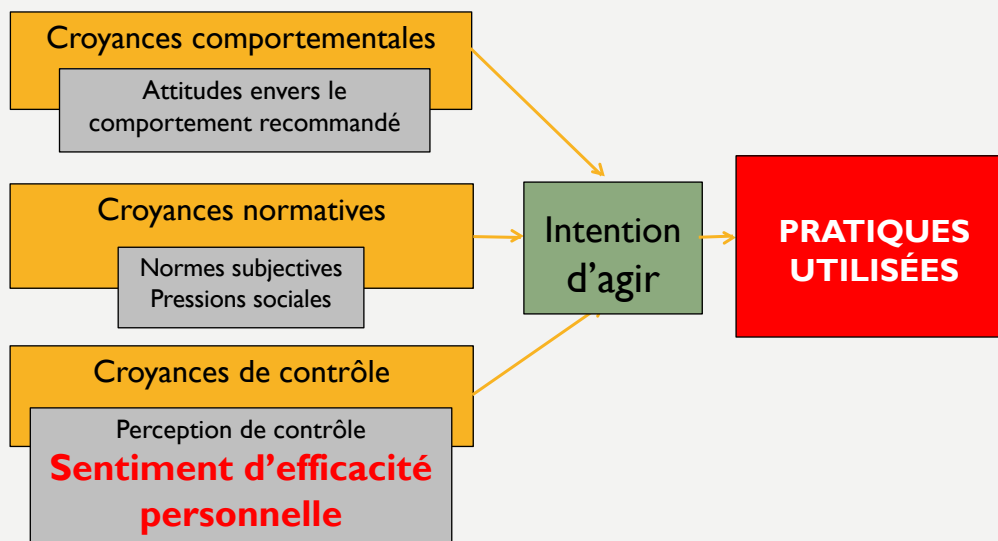 Croyances comportementales
Attitudes envers le
comportement recommandé
Croyances normatives
Normes subjectives
Pressions sociales
Croyances de contrôle
Perception de contrôle
Sentiment d’efficacité
personnelle
Intention
d’agir
PRATIQUES
UTILISÉES